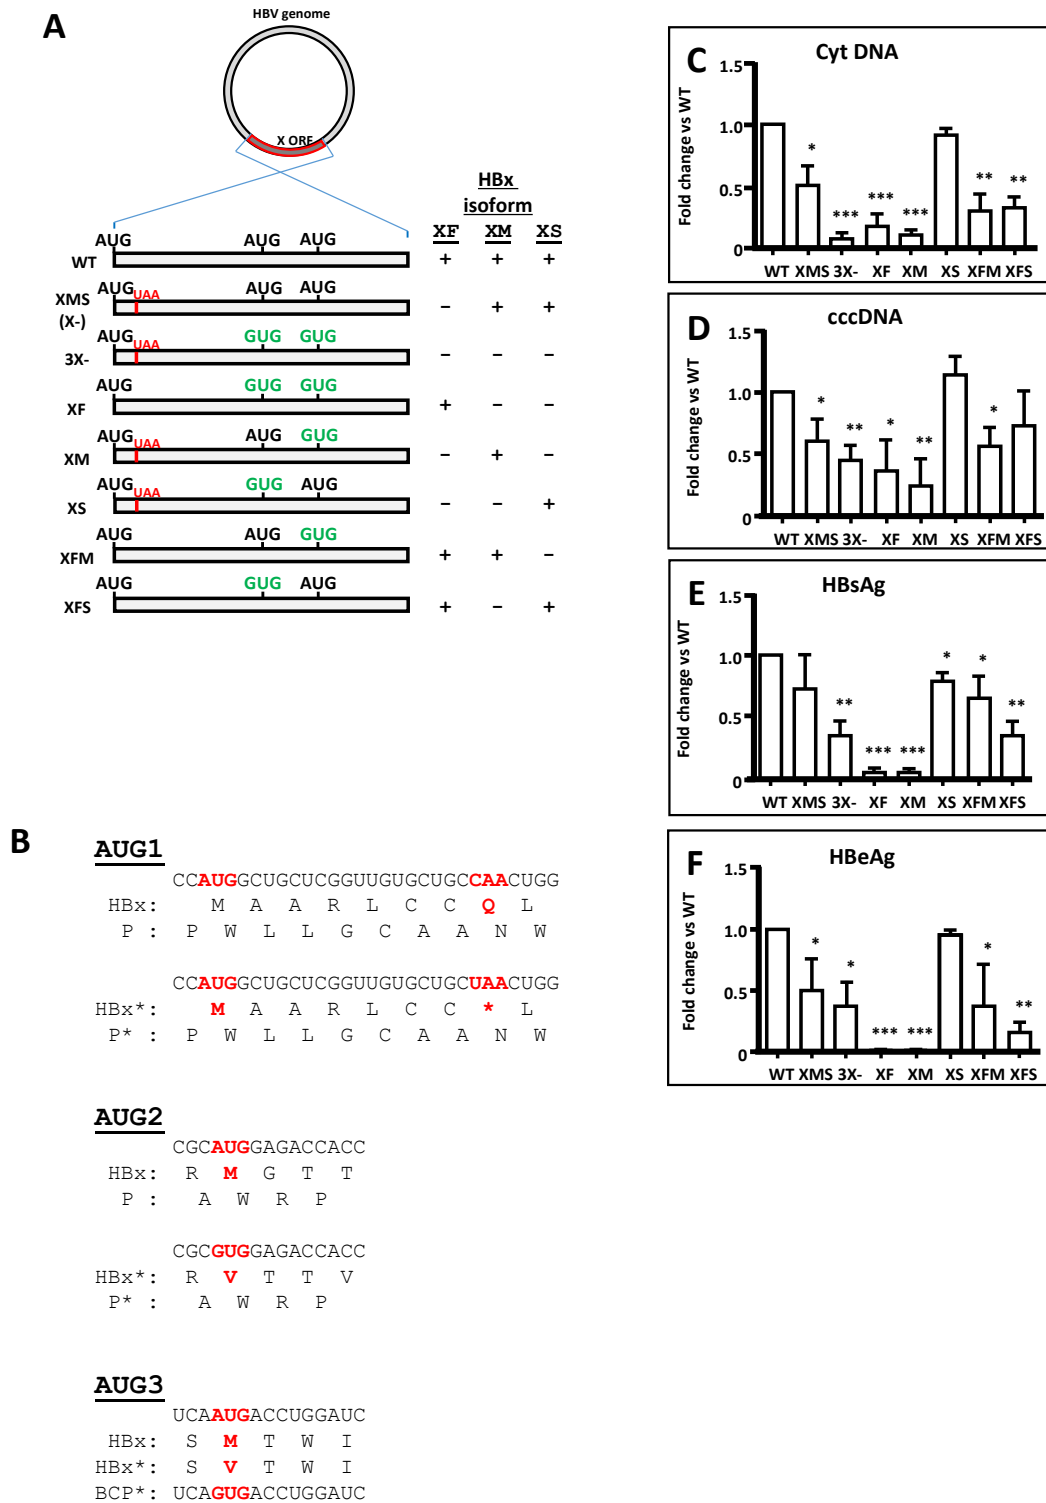 A
HBV genome
X ORF
HBx
isoform
XF XM XS
AUG AUG AUG
WT + + +
AUG UAA AUG AUG
XMS
(X-) − + +
AUG UAA GUG GUG
3X- − − −
AUG GUG GUG
XF + − −
AUG UAA AUG GUG
XM − + −
AUG UAA GUG AUG
XS − − +
AUG AUG GUG
XFM + + −
AUG GUG AUG
XFS + − +
B
AUG1
CCAUGGCUGCUCGGUUGUGCUGCCAACUGG
HBx: M A A R L C C Q L
P : P W L L G C A A N W
CCAUGGCUGCUCGGUUGUGCUGCUAACUGG
HBx*: M A A R L C C * L
P* : P W L L G C A A N W
AUG2
CGCAUGGAGACCACC
HBx: R M G T T
P : A W R P
CGCGUGGAGACCACC
HBx*: R V T T V
P* : A W R P
AUG3
UCAAUGACCUGGAUC
HBx: S M T W I
HBx*: S V T W I
BCP*: UCAGUGACCUGGAUC
C
Cyt DNA
Fold change vs WT
1.5
1.0
0.5
0
* *** *** *** ** **
WT XMS 3X- XF XM XS XFM XFS
D
cccDNA
Fold change vs WT
1.5
1.0
0.5
0
* ** * ** *
WT XMS 3X- XF XM XS XFM XFS
E
HBsAg
Fold change vs WT
1.5
1.0
0.5
0
** *** *** * * **
WT XMS 3X- XF XM XS XFM XFS
F
HBeAg
Fold change vs WT
1.5
1.0
0.5
0
* * *** *** * **
WT XMS 3X- XF XM XS XFM XFS